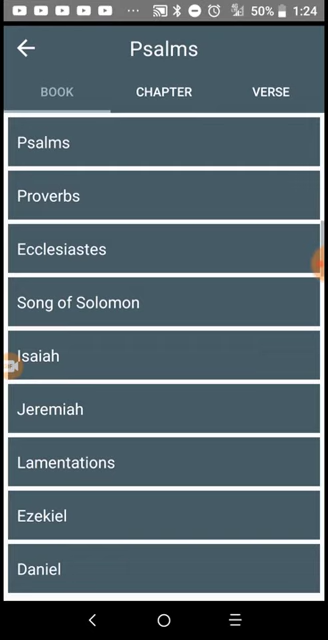 50% 1:24
Psalms
BOOK CHAPTER VERSE
Psalms
Proverbs
Ecclesiastes
Song of Solomon
Isaiah
Jeremiah
Lamentations
Ezekiel
Daniel